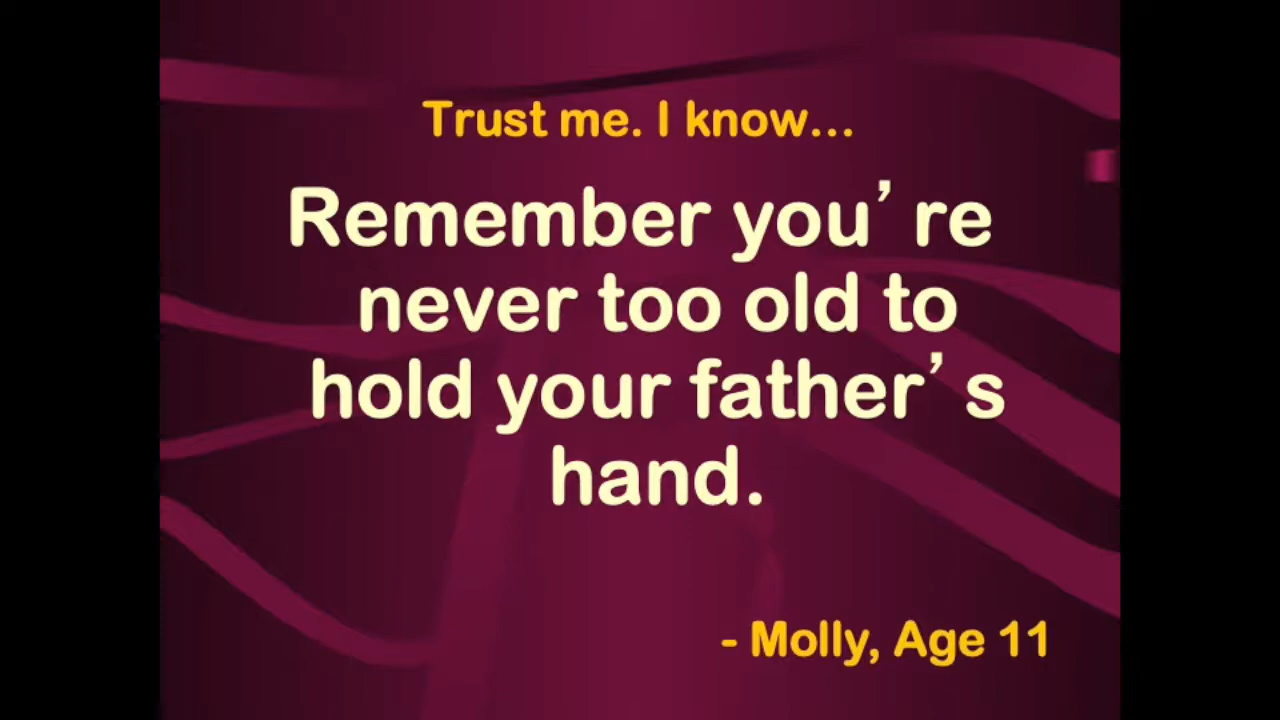 Trust me. I know...
Remember you’re
never too old to
hold your father’s
hand.
- Molly, Age 11